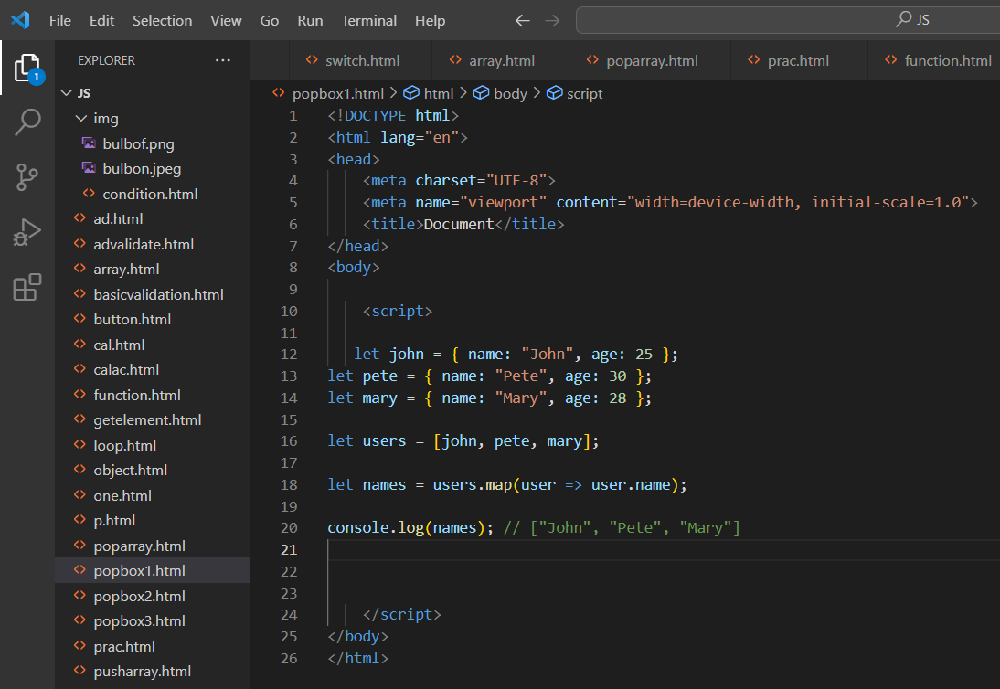 File Edit Selection View Go Run Terminal Help JS
1
EXPLORER
JS
img
bulbof.png
bulbon.jpeg
condition.html
ad.html
advalidate.html
array.html
basicvalidation.html
button.html
cal.html
calac.html
function.html
getelement.html
loop.html
object.html
one.html
p.html
poparray.html
popbox1.html
popbox2.html
popbox3.html
prac.html
pusharray.html
switch.html array.html poparray.html prac.html function.html
popbox1.html > html > body > script
1 <!DOCTYPE html>
2 <html lang="en">
3 <head>
4 <meta charset="UTF-8">
5 <meta name="viewport" content="width=device-width, initial-scale=1.0">
6 <title>Document</title>
7 </head>
8 <body>
9
10 <script>
11
12 let john = { name: "John", age: 25 };
13 let pete = { name: "Pete", age: 30 };
14 let mary = { name: "Mary", age: 28 };
15
16 let users = [john, pete, mary];
17
18 let names = users.map(user => user.name);
19
20 console.log(names); // ["John", "Pete", "Mary"]
21
22
23
24 </script>
25 </body>
26 </html>